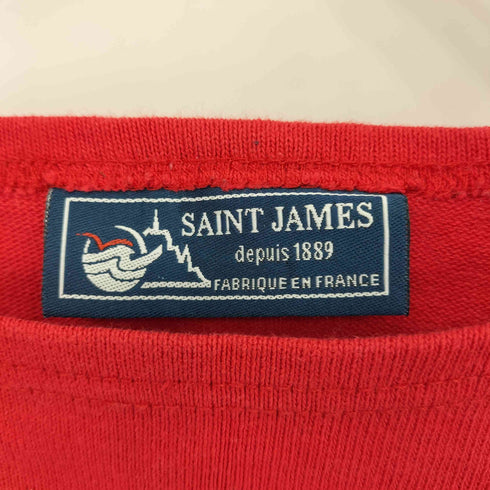 SAINT JAMES
depuis 1889
FABRIQUE EN FRANCE